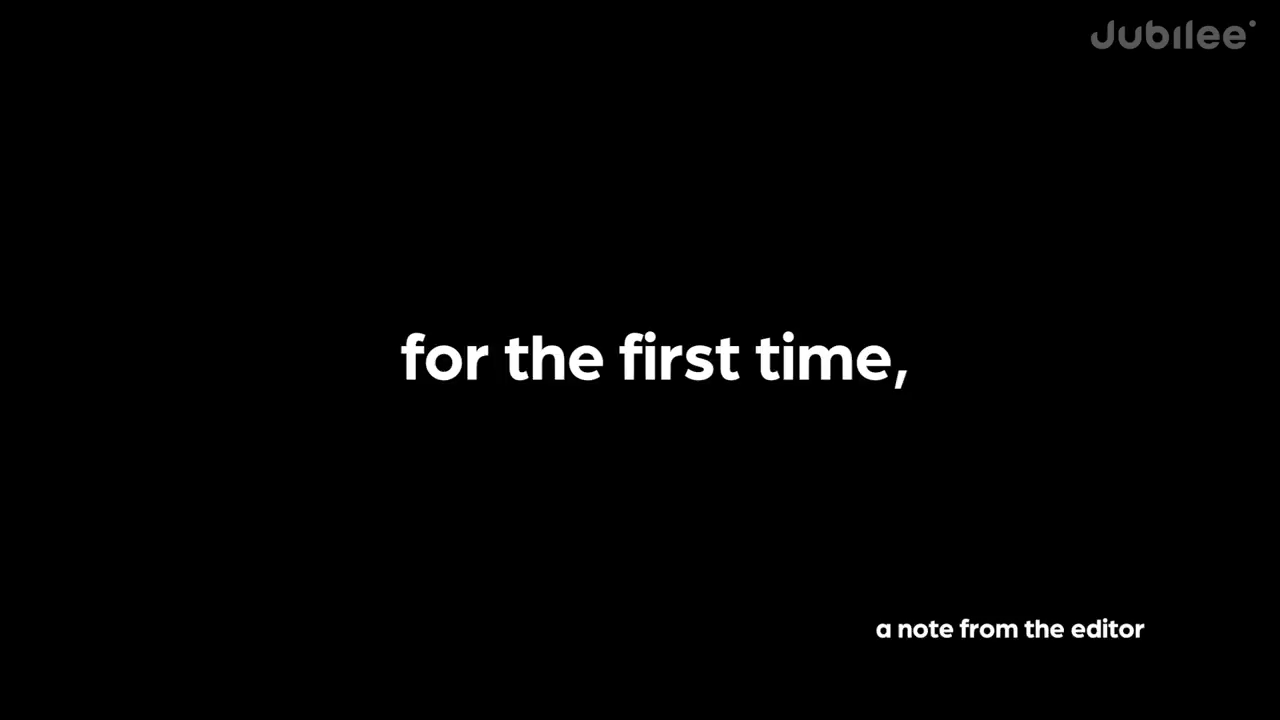 Jubilee
for the first time,
a note from the editor